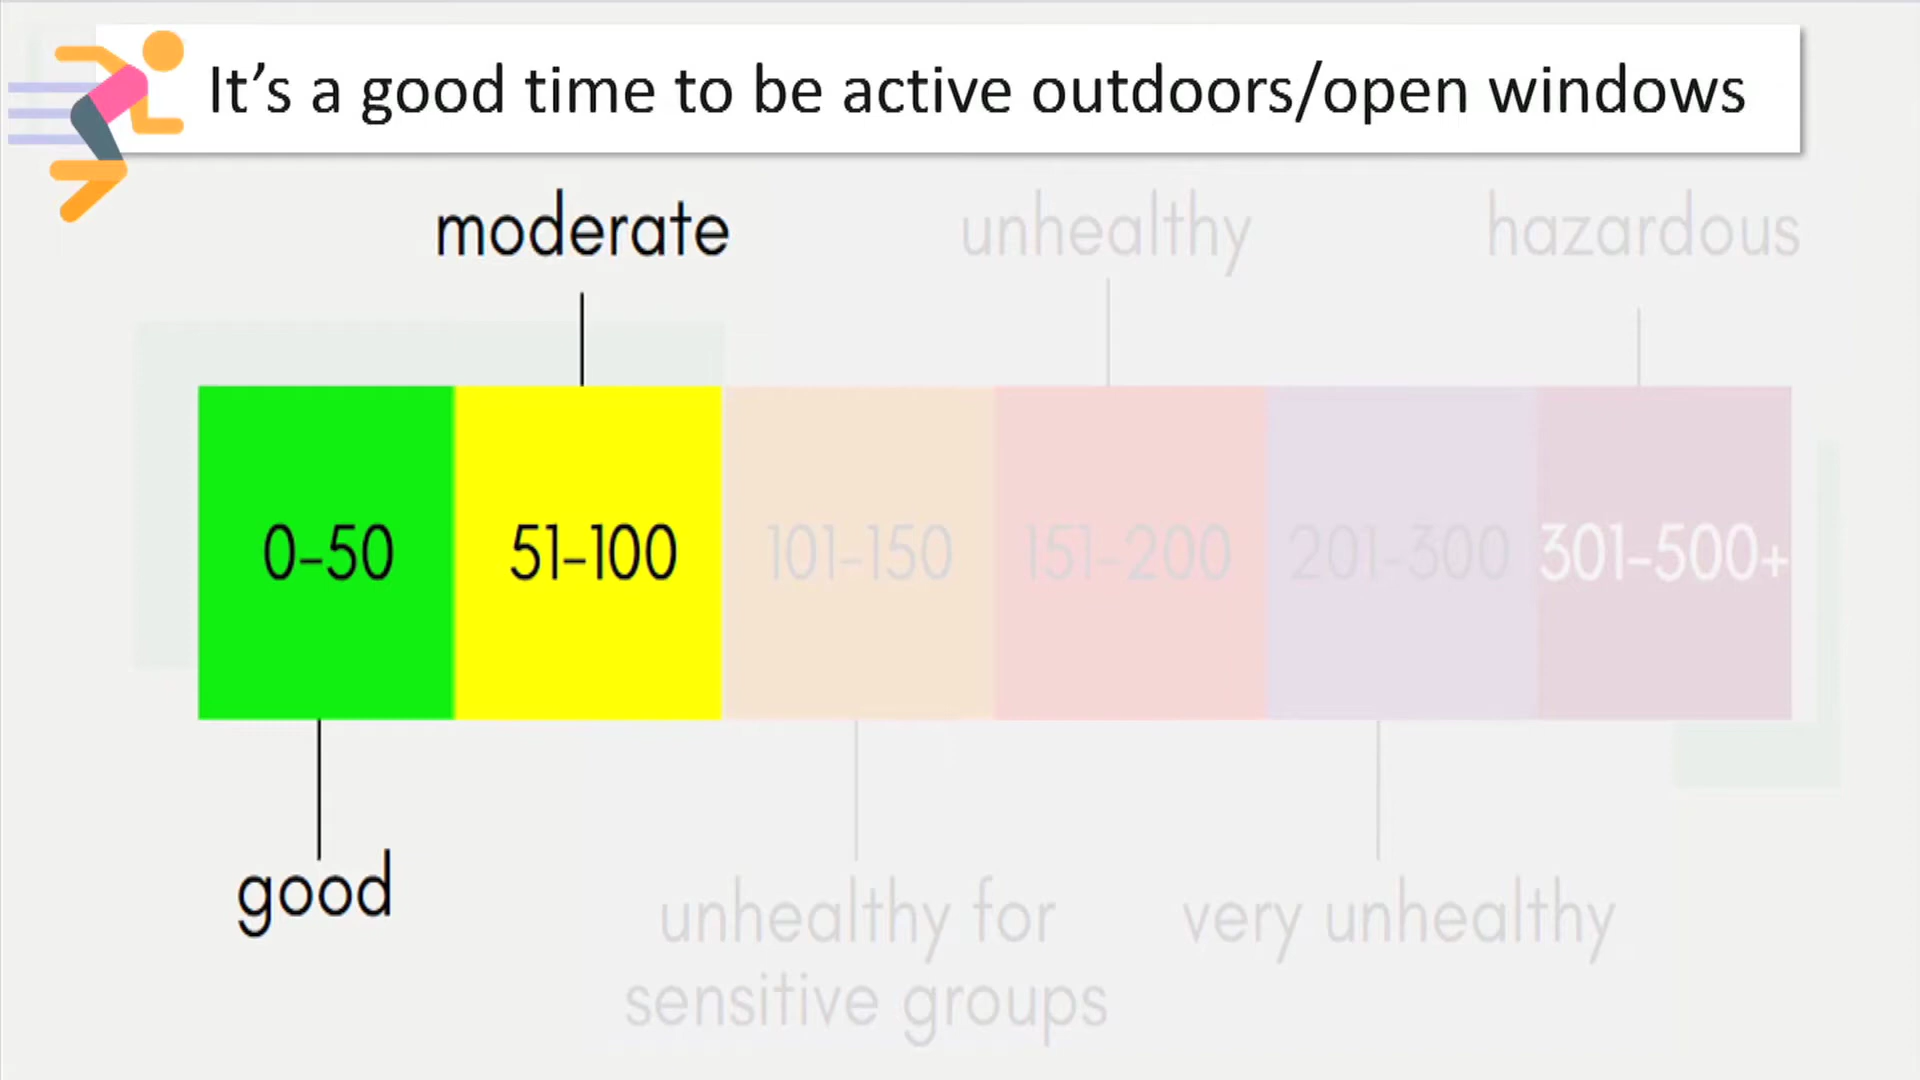 It’s a good time to be active outdoors/open windows
moderate
unhealthy
hazardous
0-50
51-100
101-150
151-200
201-300
301-500+
good
unhealthy for
sensitive groups
very unhealthy